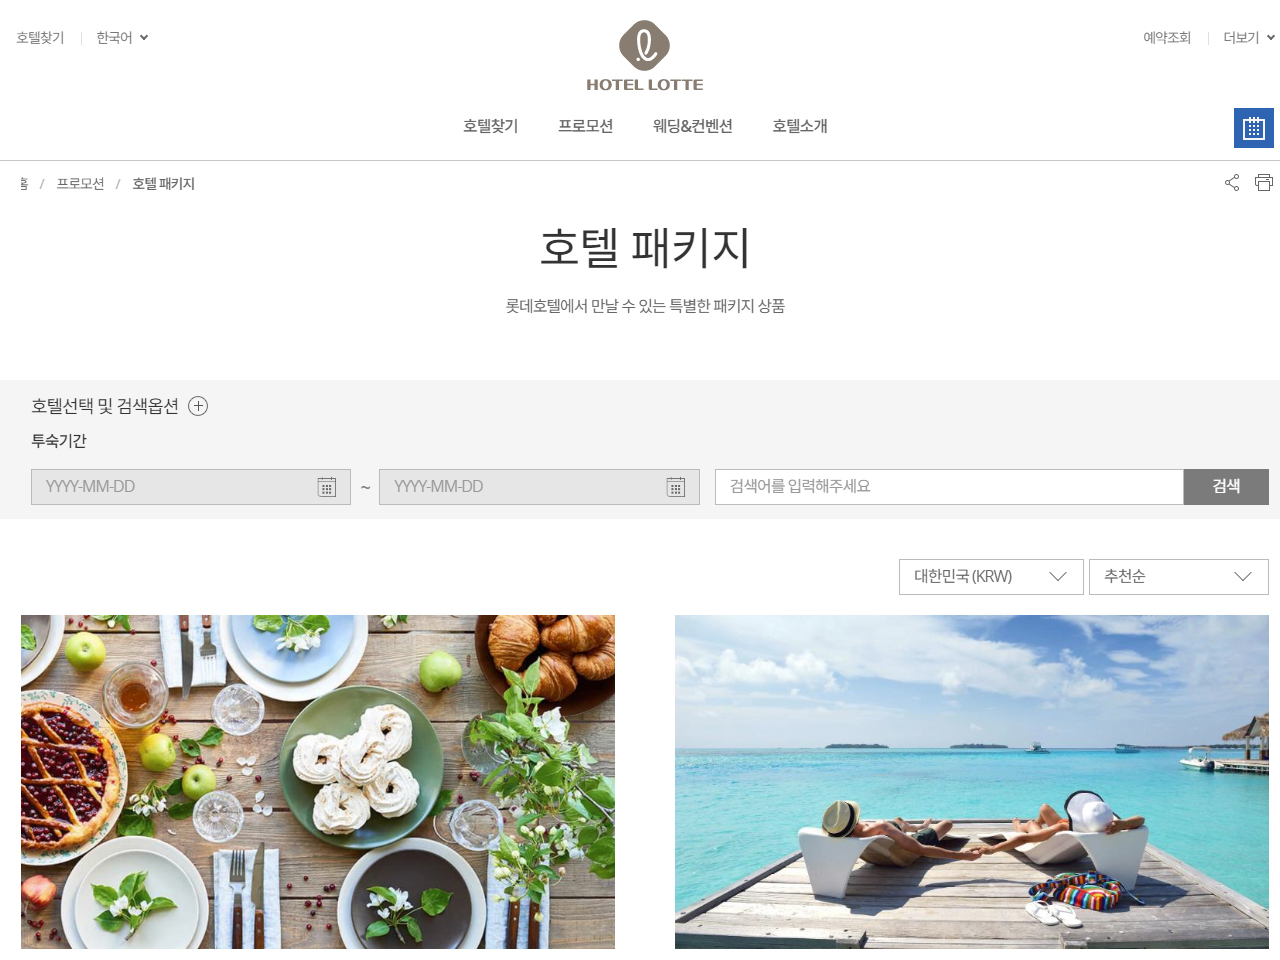 호텔찾기 한국어 예약조회 더보기
HOTEL LOTTE
호텔찾기 프로모션 웨딩&컨벤션 호텔소개
홈 / 프로모션 / 호텔 패키지
호텔 패키지
롯데호텔에서 만날 수 있는 특별한 패키지 상품
호텔선택 및 검색옵션
투숙기간
YYYY-MM-DD ~ YYYY-MM-DD 검색어를 입력해주세요 검색
대한민국 (KRW) 추천순